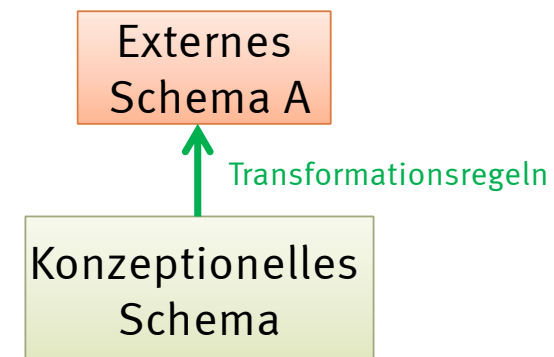 Externes
Schema A
Transformationsregeln
Konzeptionelles
Schema